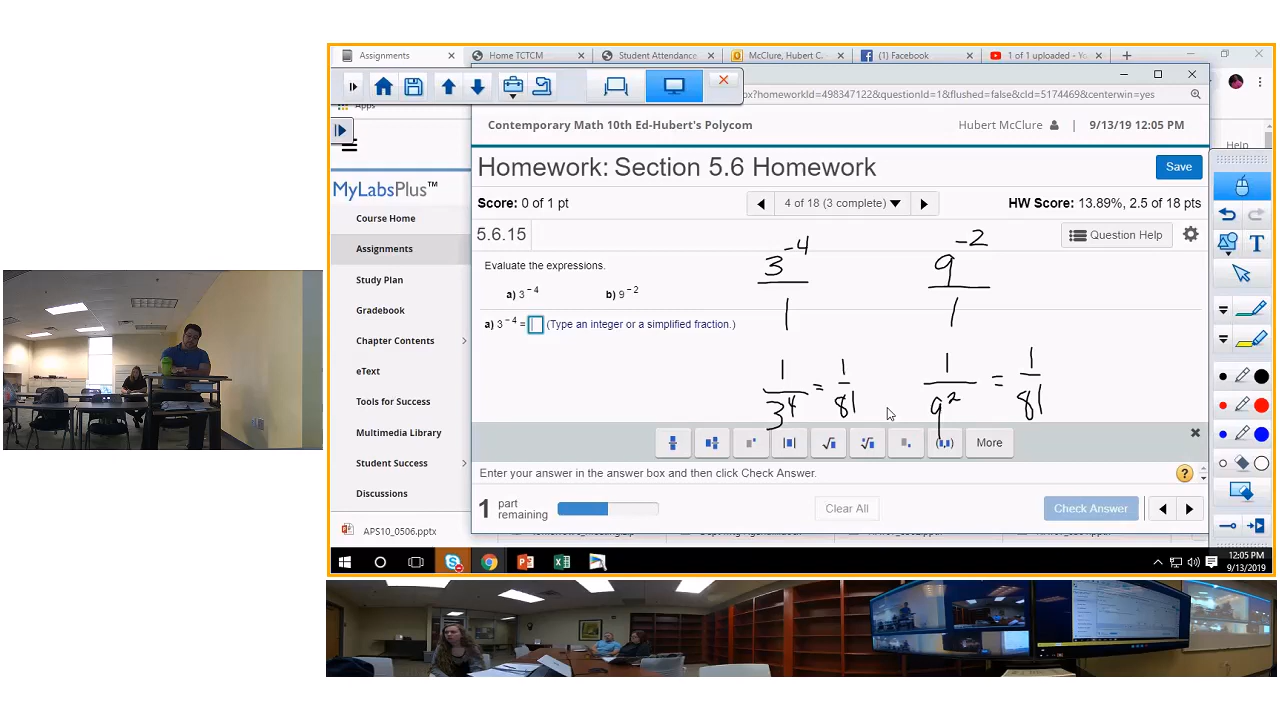 Assignments
Home TCTCM
Student Attendance
McClure, Hubert C.
(1) Facebook
1 of 1 uploaded - Yo
box?homeworkId=498347122&questionId=1&flushed=false&cId=5174469&centerwin=yes
Apps
Contemporary Math 10th Ed-Hubert's Polycom
Hubert McClure
9/13/19 12:05 PM
Help
Homework: Section 5.6 Homework
Save
MyLabsPlus™
Score: 0 of 1 pt
4 of 18 (3 complete)
HW Score: 13.89%, 2.5 of 18 pts
Course Home
Assignments
Study Plan
Gradebook
Chapter Contents
eText
Tools for Success
Multimedia Library
Student Success
Discussions
5.6.15
Question Help
Evaluate the expressions.
a) 3⁻⁴ b) 9⁻²
a) 3⁻⁴ = (Type an integer or a simplified fraction.)
3⁻⁴/1 9⁻²/1
1/3⁴ = 1/81 1/9² = 1/81
More
Enter your answer in the answer box and then click Check Answer.
1 part remaining
Clear All
Check Answer
APS10_0506.pptx
12:05 PM
9/13/2019